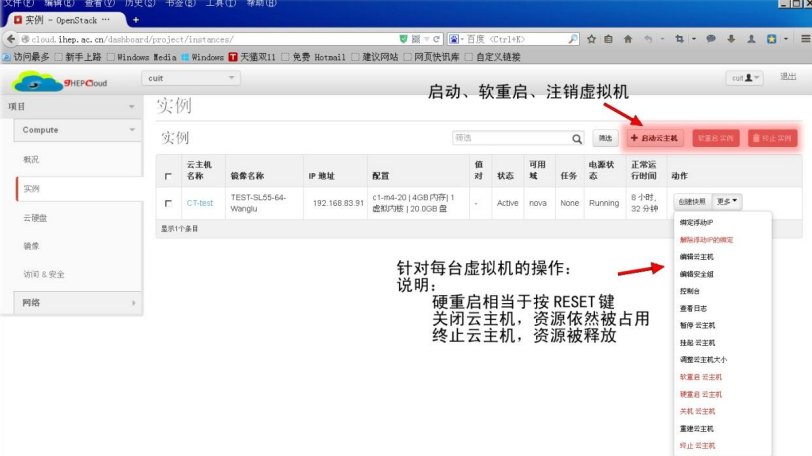 文件(F) 编辑(E) 查看(V) 历史(S) 书签(B) 工具(T) 帮助(H)
实例 - OpenStack ··· +
cloud.ihep.ac.cn/dashboard/project/instances/
百度 <Ctrl+K>
访问最多 新手上路 Windows Media Windows 天猫双11 免费 Hotmail 建议网站 网页快讯库 自定义链接
IHEPCloud
cuit
cuit
退出
启动、软重启、注销虚拟机
项目
Compute
概况
实例
云硬盘
镜像
访问 & 安全
网络
实例
实例
筛选
筛选
+ 启动云主机
软重启实例
终止实例
云主机名称 镜像名称 IP 地址 配置 值对 状态 可用域 任务 电源状态 正常运行时间 动作
CT-test TEST-SL55-64-Wanglu 192.168.83.91 c1-m4-20 | 4GB 内存| 1 虚拟内核 | 20.0GB 盘 - Active nova None Running 8 小时, 32 分钟 创建快照 更多
显示1个条目
绑定浮动IP
解除浮动IP的绑定
编辑云主机
编辑安全组
控制台
查看日志
暂停 云主机
挂起 云主机
调整云主机大小
软重启 云主机
硬重启 云主机
关机 云主机
重建云主机
终止 云主机
针对每台虚拟机的操作：
说明：
硬重启相当于按 RESET 键
关闭云主机，资源依然被占用
终止云主机，资源被释放